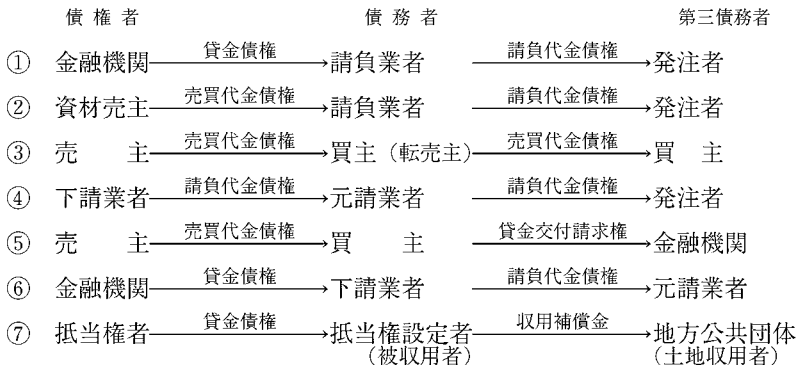 債権者 債務者 第三債務者
① 金融機関 貸金債権 請負業者 請負代金債権 発注者
② 資材売主 売買代金債権 請負業者 請負代金債権 発注者
③ 売主 売買代金債権 買主（転売主） 売買代金債権 買主
④ 下請業者 請負代金債権 元請業者 請負代金債権 発注者
⑤ 売主 売買代金債権 買主 貸金交付請求権 金融機関
⑥ 金融機関 貸金債権 下請業者 請負代金債権 元請業者
⑦ 抵当権者 貸金債権 抵当権設定者 収用補償金 地方公共団体
（被収用者） （土地収用者）